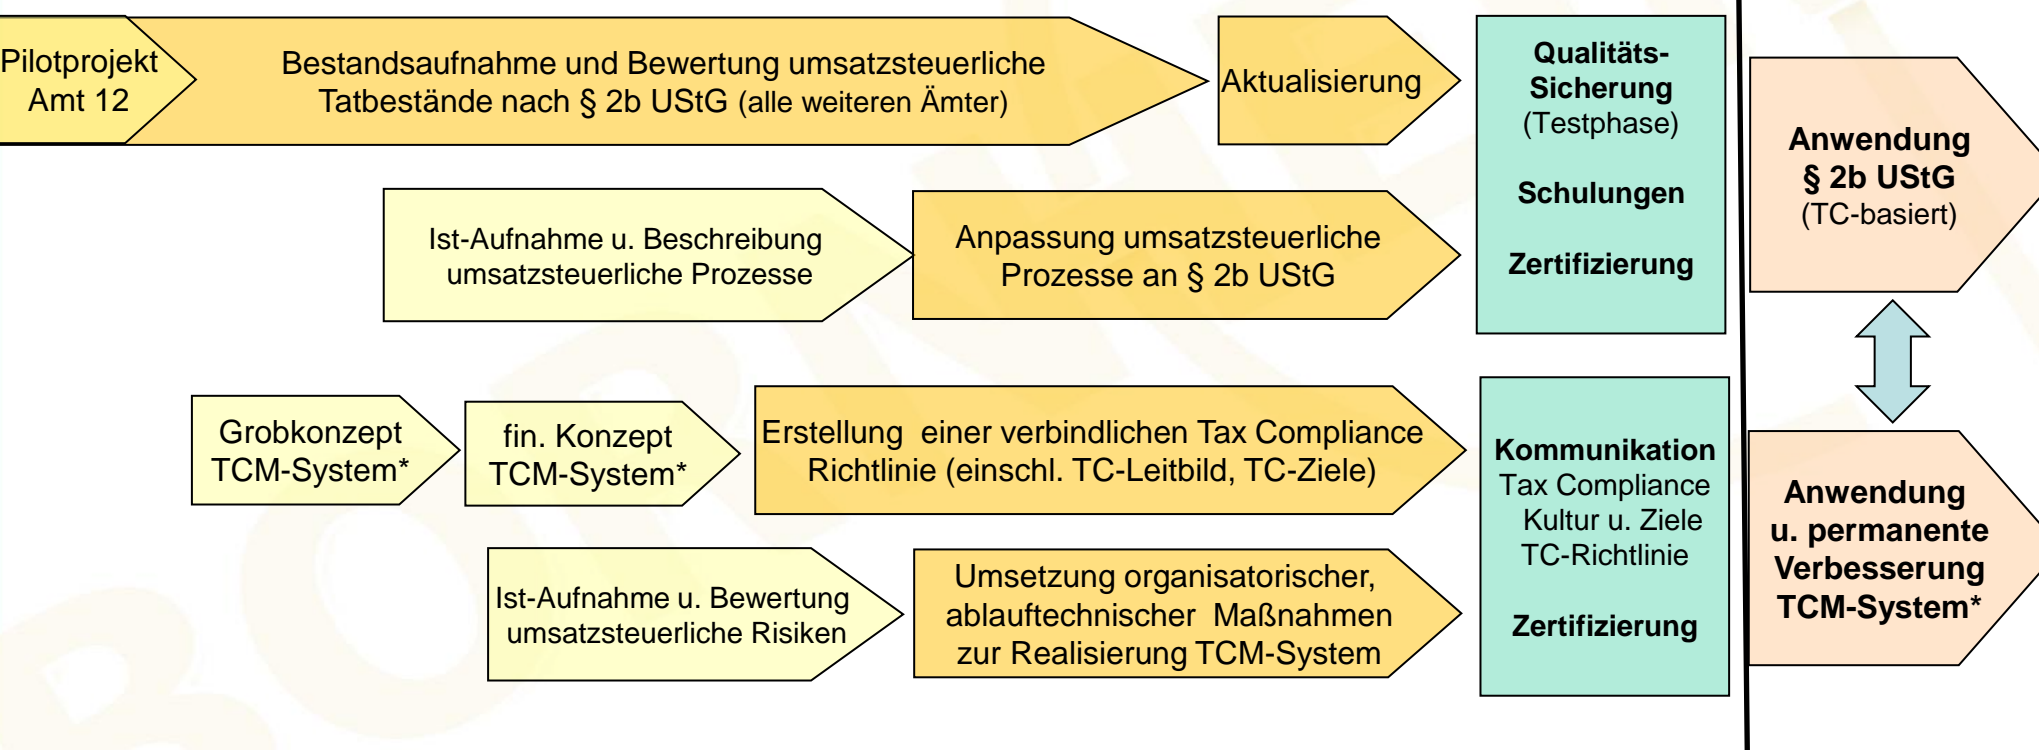 Pilotprojekt
Amt 12
Bestandsaufnahme und Bewertung umsatzsteuerliche
Tatbestände nach § 2b UStG (alle weiteren Ämter)
Aktualisierung
Qualitäts-
Sicherung
(Testphase)
Schulungen
Zertifizierung
Anwendung
§ 2b UStG
(TC-basiert)
Ist-Aufnahme u. Beschreibung
umsatzsteuerliche Prozesse
Anpassung umsatzsteuerliche
Prozesse an § 2b UStG
Grobkonzept
TCM-System*
fin. Konzept
TCM-System*
Erstellung einer verbindlichen Tax Compliance
Richtlinie (einschl. TC-Leitbild, TC-Ziele)
Kommunikation
Tax Compliance
Kultur u. Ziele
TC-Richtlinie
Zertifizierung
Anwendung
u. permanente
Verbesserung
TCM-System*
Ist-Aufnahme u. Bewertung
umsatzsteuerliche Risiken
Umsetzung organisatorischer,
ablauftechnischer Maßnahmen
zur Realisierung TCM-System